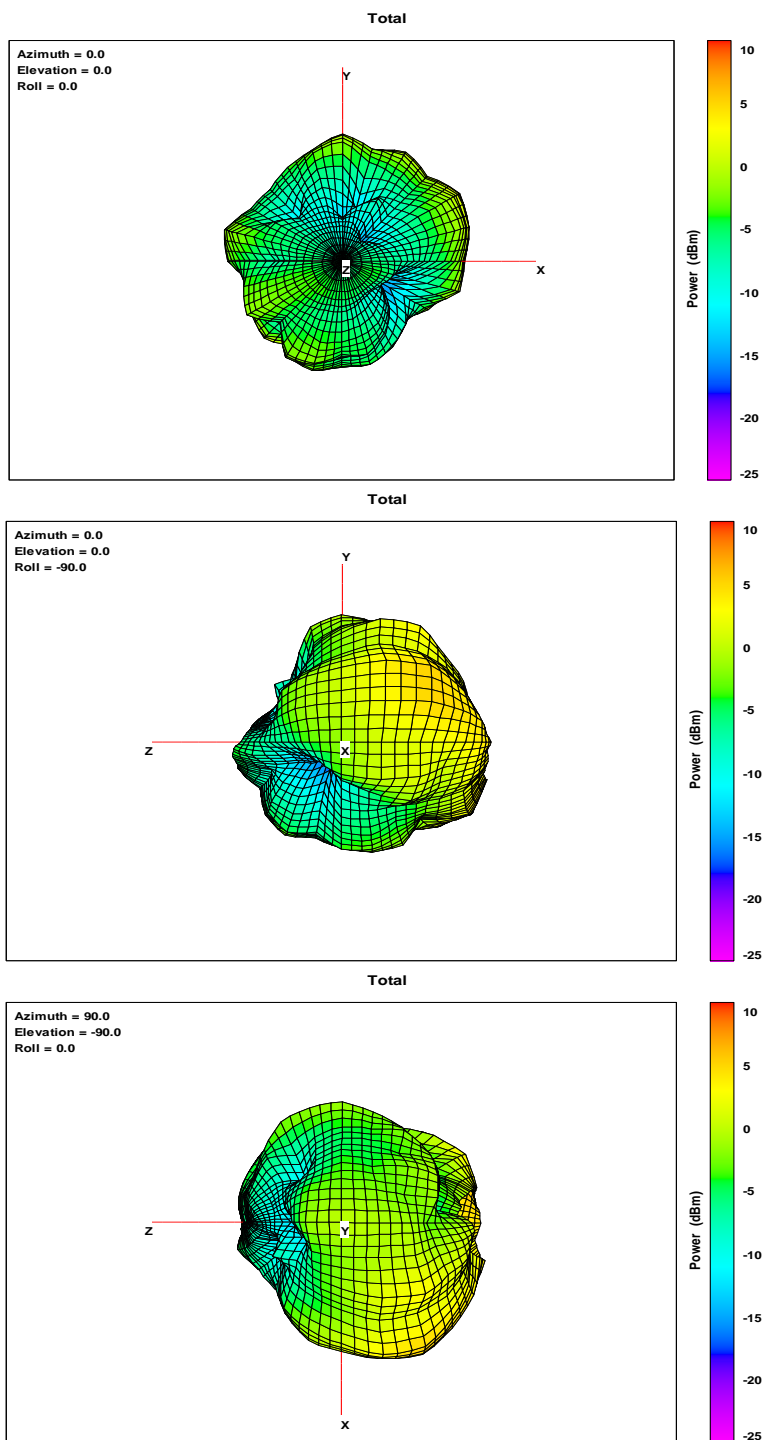 Total
Azimuth = 0.0
Elevation = 0.0
Roll = 0.0
Y
Z
X
10
5
0
-5
-10
-15
-20
-25
Power (dBm)
Total
Azimuth = 0.0
Elevation = 0.0
Roll = -90.0
Y
Z
X
10
5
0
-5
-10
-15
-20
-25
Power (dBm)
Total
Azimuth = 90.0
Elevation = -90.0
Roll = 0.0
Z
Y
X
10
5
0
-5
-10
-15
-20
-25
Power (dBm)